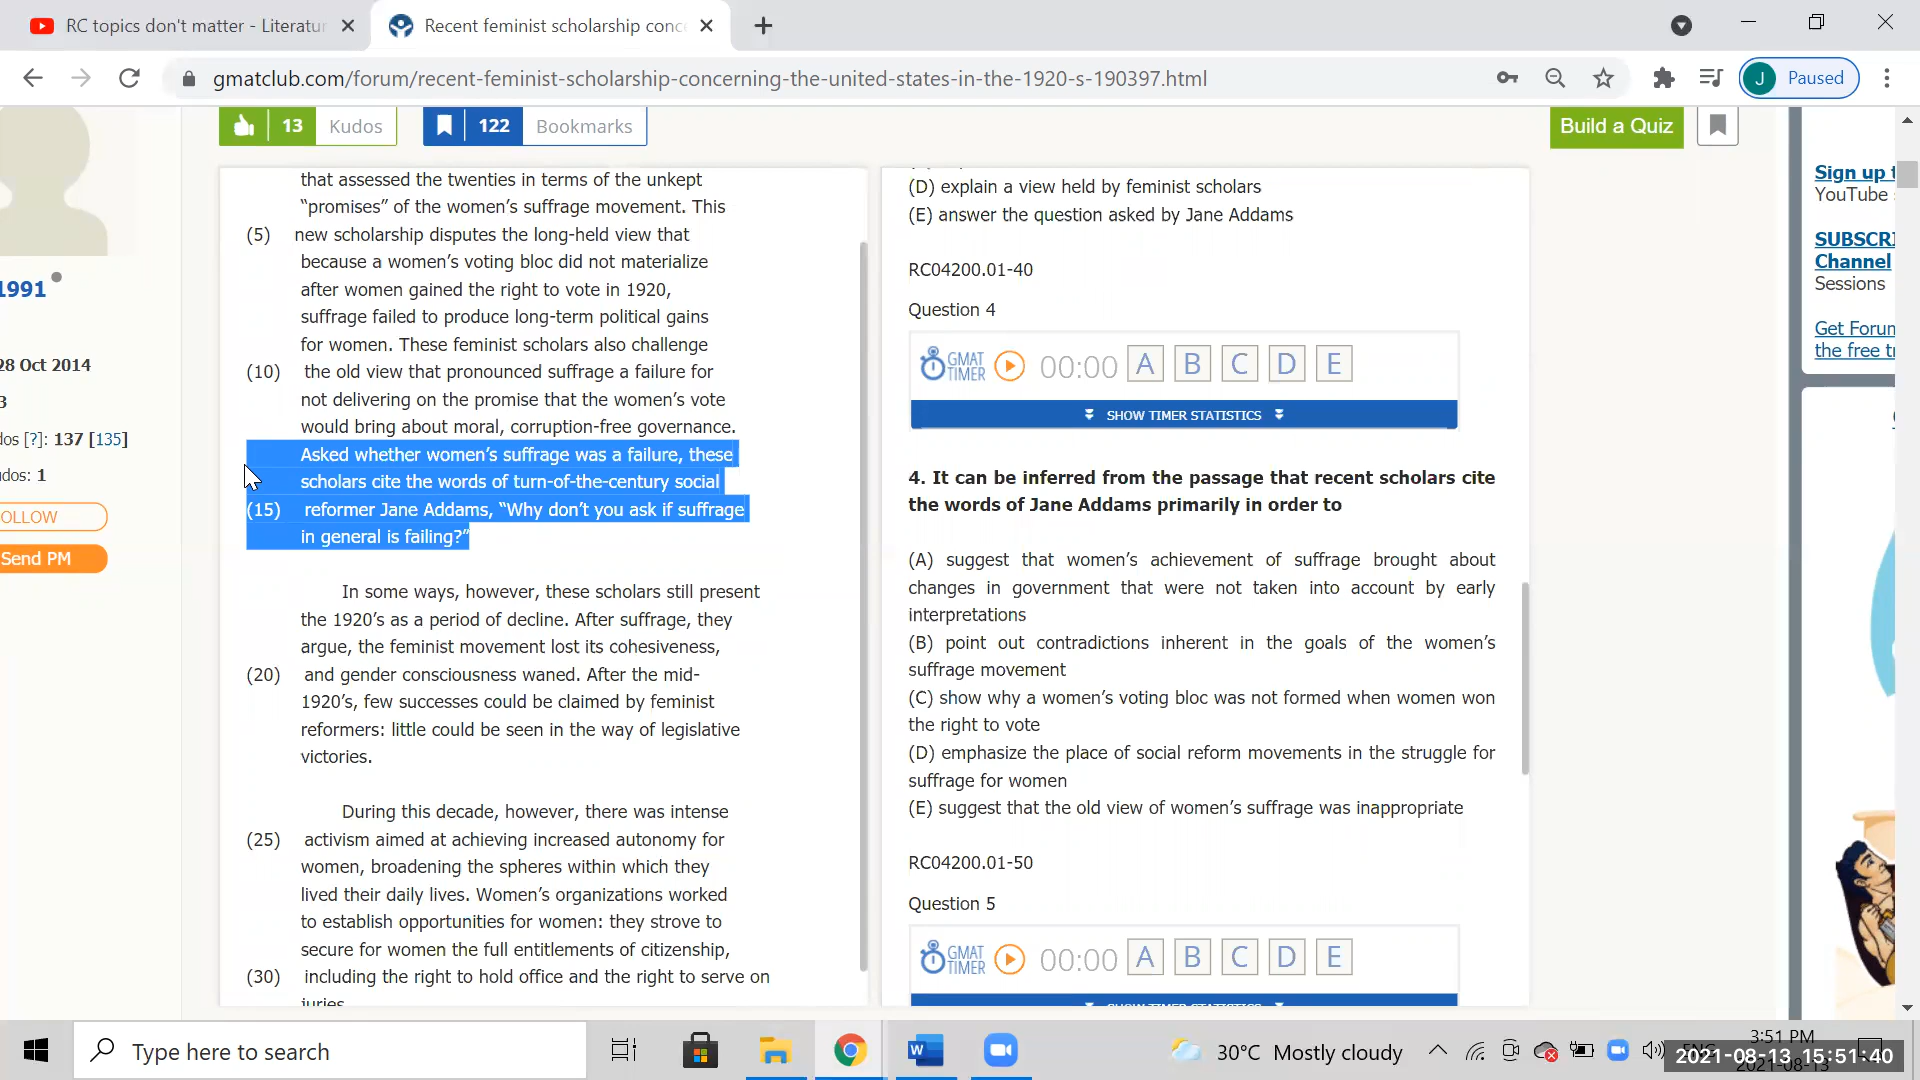 RC topics don't matter - Literatur
Recent feminist scholarship conc
gmatclub.com/forum/recent-feminist-scholarship-concerning-the-united-states-in-the-1920-s-190397.html
J Paused
13 Kudos
122 Bookmarks
Build a Quiz
1991
28 Oct 2014
3
dos [?]: 137 [135]
udos: 1
OLLOW
Send PM
that assessed the twenties in terms of the unkept
“promises” of the women’s suffrage movement. This
(5) new scholarship disputes the long-held view that
because a women’s voting bloc did not materialize
after women gained the right to vote in 1920,
suffrage failed to produce long-term political gains
for women. These feminist scholars also challenge
(10) the old view that pronounced suffrage a failure for
not delivering on the promise that the women’s vote
would bring about moral, corruption-free governance.
Asked whether women’s suffrage was a failure, these
scholars cite the words of turn-of-the-century social
(15) reformer Jane Addams, “Why don’t you ask if suffrage
in general is failing?”
In some ways, however, these scholars still present
the 1920’s as a period of decline. After suffrage, they
argue, the feminist movement lost its cohesiveness,
(20) and gender consciousness waned. After the mid-
1920’s, few successes could be claimed by feminist
reformers: little could be seen in the way of legislative
victories.
During this decade, however, there was intense
(25) activism aimed at achieving increased autonomy for
women, broadening the spheres within which they
lived their daily lives. Women’s organizations worked
to establish opportunities for women: they strove to
secure for women the full entitlements of citizenship,
(30) including the right to hold office and the right to serve on
juries.
(D) explain a view held by feminist scholars
(E) answer the question asked by Jane Addams
RC04200.01-40
Question 4
GMAT TIMER 00:00 A B C D E
SHOW TIMER STATISTICS
4. It can be inferred from the passage that recent scholars cite
the words of Jane Addams primarily in order to
(A) suggest that women’s achievement of suffrage brought about
changes in government that were not taken into account by early
interpretations
(B) point out contradictions inherent in the goals of the women’s
suffrage movement
(C) show why a women’s voting bloc was not formed when women won
the right to vote
(D) emphasize the place of social reform movements in the struggle for
suffrage for women
(E) suggest that the old view of women’s suffrage was inappropriate
RC04200.01-50
Question 5
GMAT TIMER 00:00 A B C D E
SHOW TIMER STATISTICS
Sign up t
YouTube
SUBSCRI
Channel
Sessions
Get Forum
the free tr
Type here to search
30°C Mostly cloudy
ENG
3:51 PM
2021-08-13
2021-08-13 15:51:40